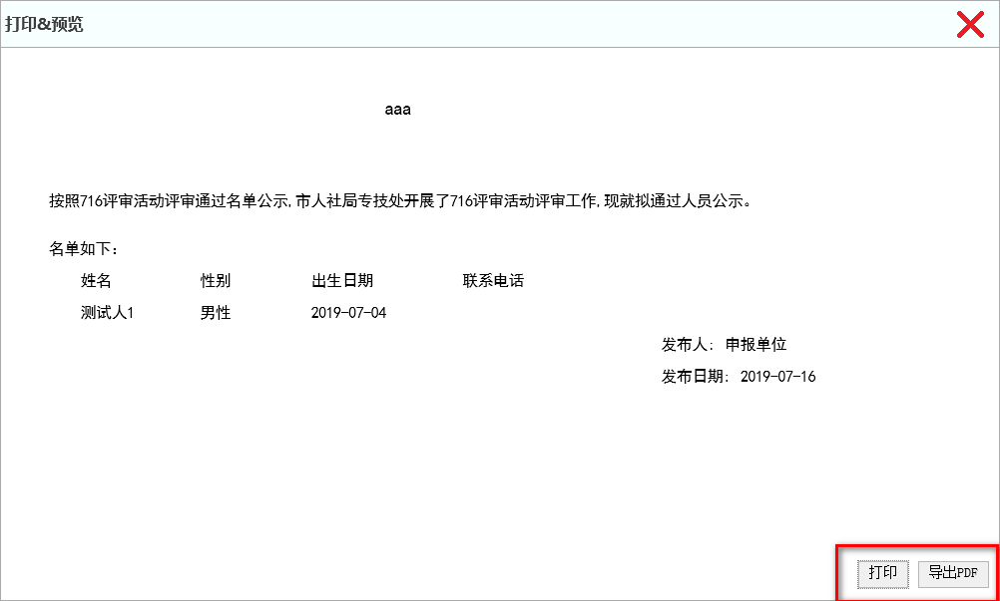 打印&预览
aaa
按照716评审活动评审通过名单公示,市人社局专技处开展了716评审活动评审工作,现就拟通过人员公示。
名单如下:
姓名 性别 出生日期 联系电话
测试人1 男性 2019-07-04
发布人: 申报单位
发布日期: 2019-07-16
打印 导出PDF